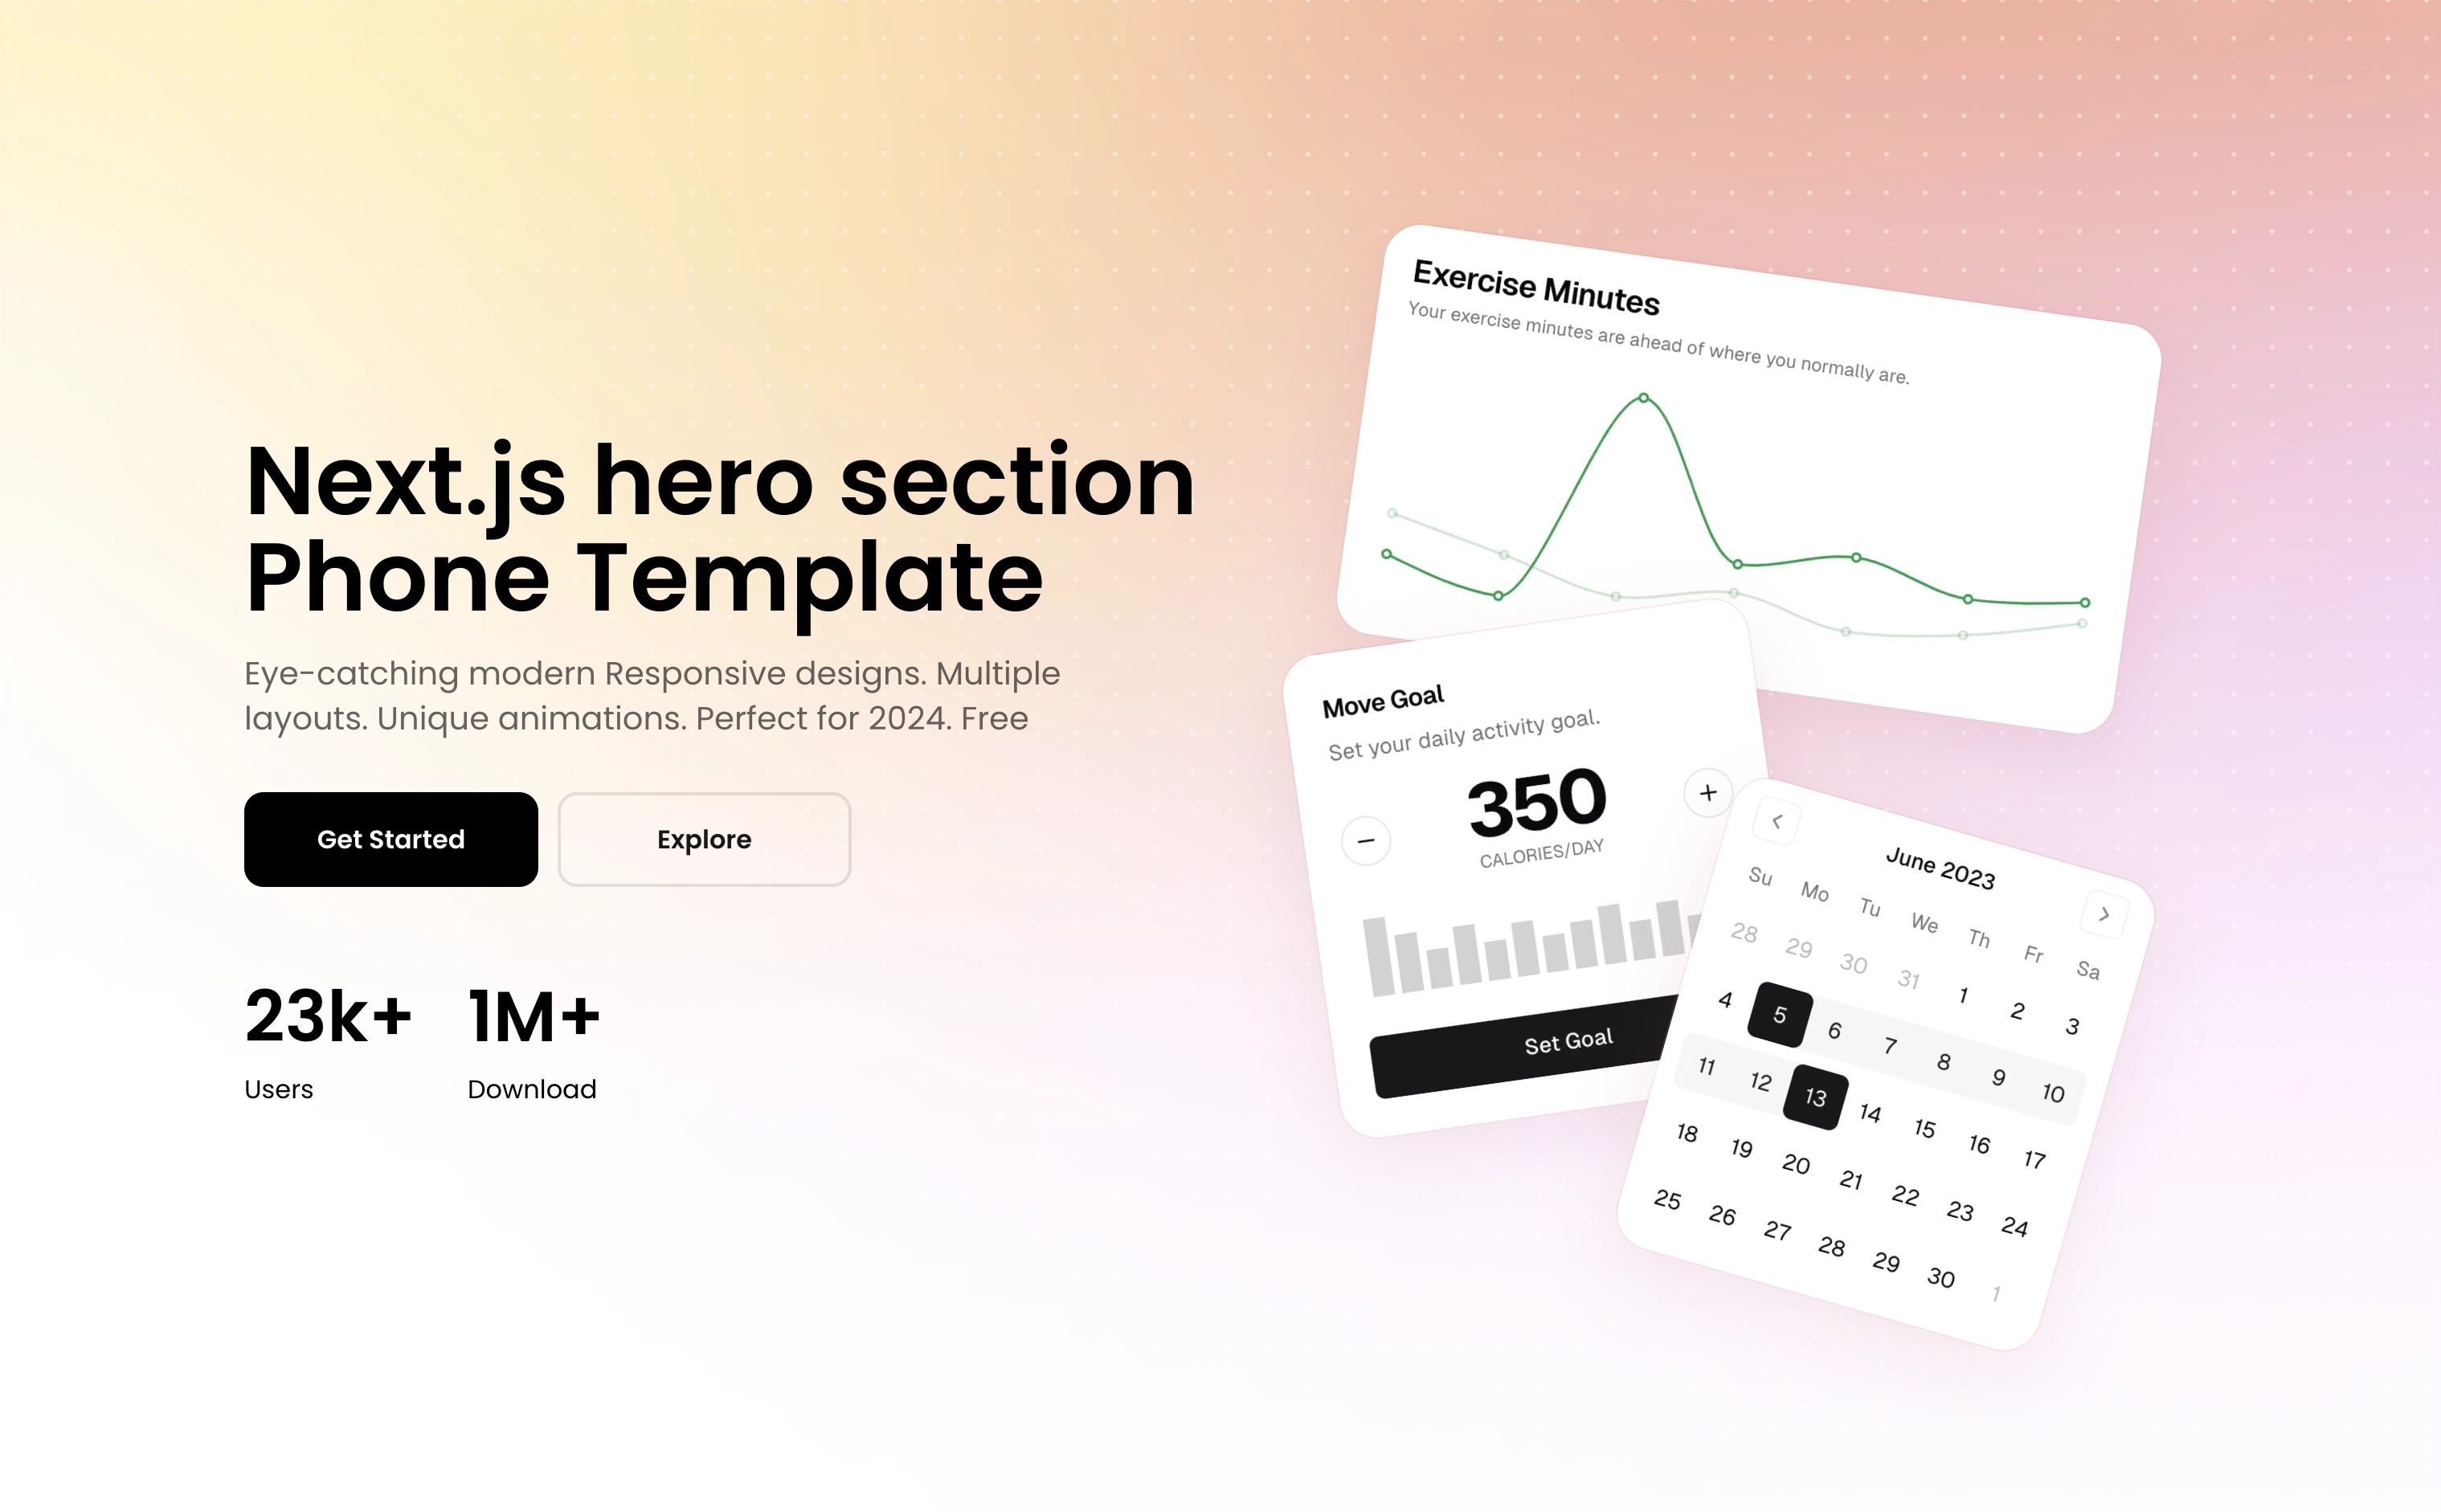 Next.js hero section
Phone Template
Eye-catching modern Responsive designs. Multiple
layouts. Unique animations. Perfect for 2024. Free
Get Started
Explore
23k+
1M+
Users
Download
Exercise Minutes
Your exercise minutes are ahead of where you normally are.
Move Goal
Set your daily activity goal.
−
350
+
CALORIES/DAY
Set Goal
<
June 2023
>
Su Mo Tu We Th Fr Sa
28 29 30 31 1 2 3
4 5 6 7 8 9 10
11 12 13 14 15 16 17
18 19 20 21 22 23 24
25 26 27 28 29 30 1